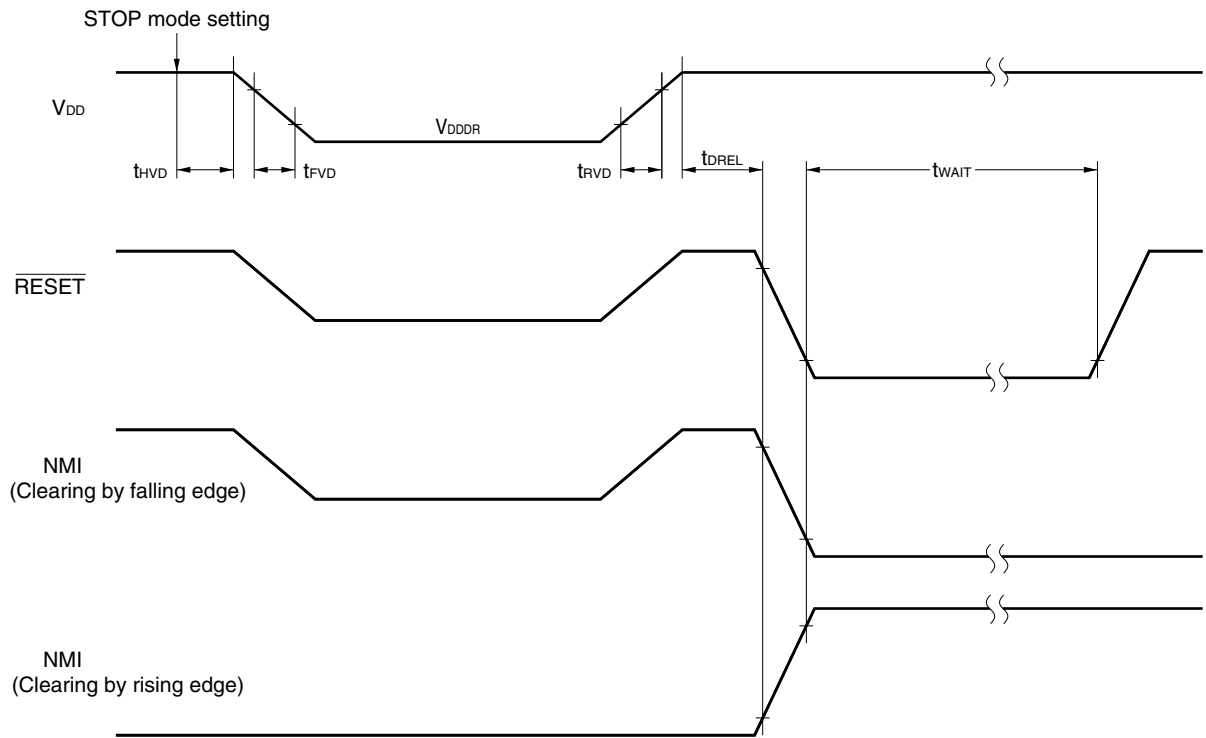 STOP mode setting
VDD
VDDDR
tHVD
tFVD
tRVD
tDREL
tWAIT
RESET
NMI
(Clearing by falling edge)
NMI
(Clearing by rising edge)